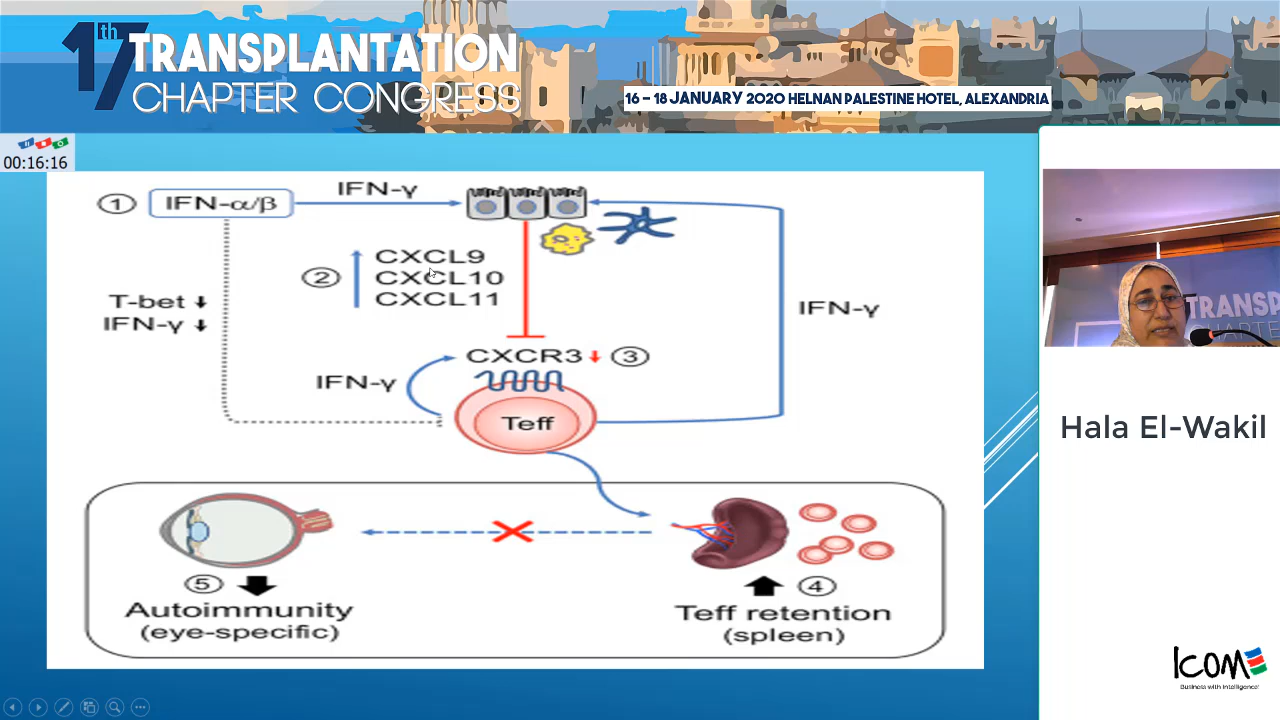 17th TRANSPLANTATION
CHAPTER CONGRESS
16 – 18 JANUARY 2020 HELNAN PALESTINE HOTEL, ALEXANDRIA
00:16:16
① IFN-α/β
IFN-γ
② CXCL9
CXCL10
CXCL11
T-bet
IFN-γ
IFN-γ
CXCR3 ③
IFN-γ
Teff
⑤
Autoimmunity
(eye-specific)
④
Teff retention
(spleen)
TRANSP
CHAPTER
Hala El-Wakil
ICOM
Business with Intelligence